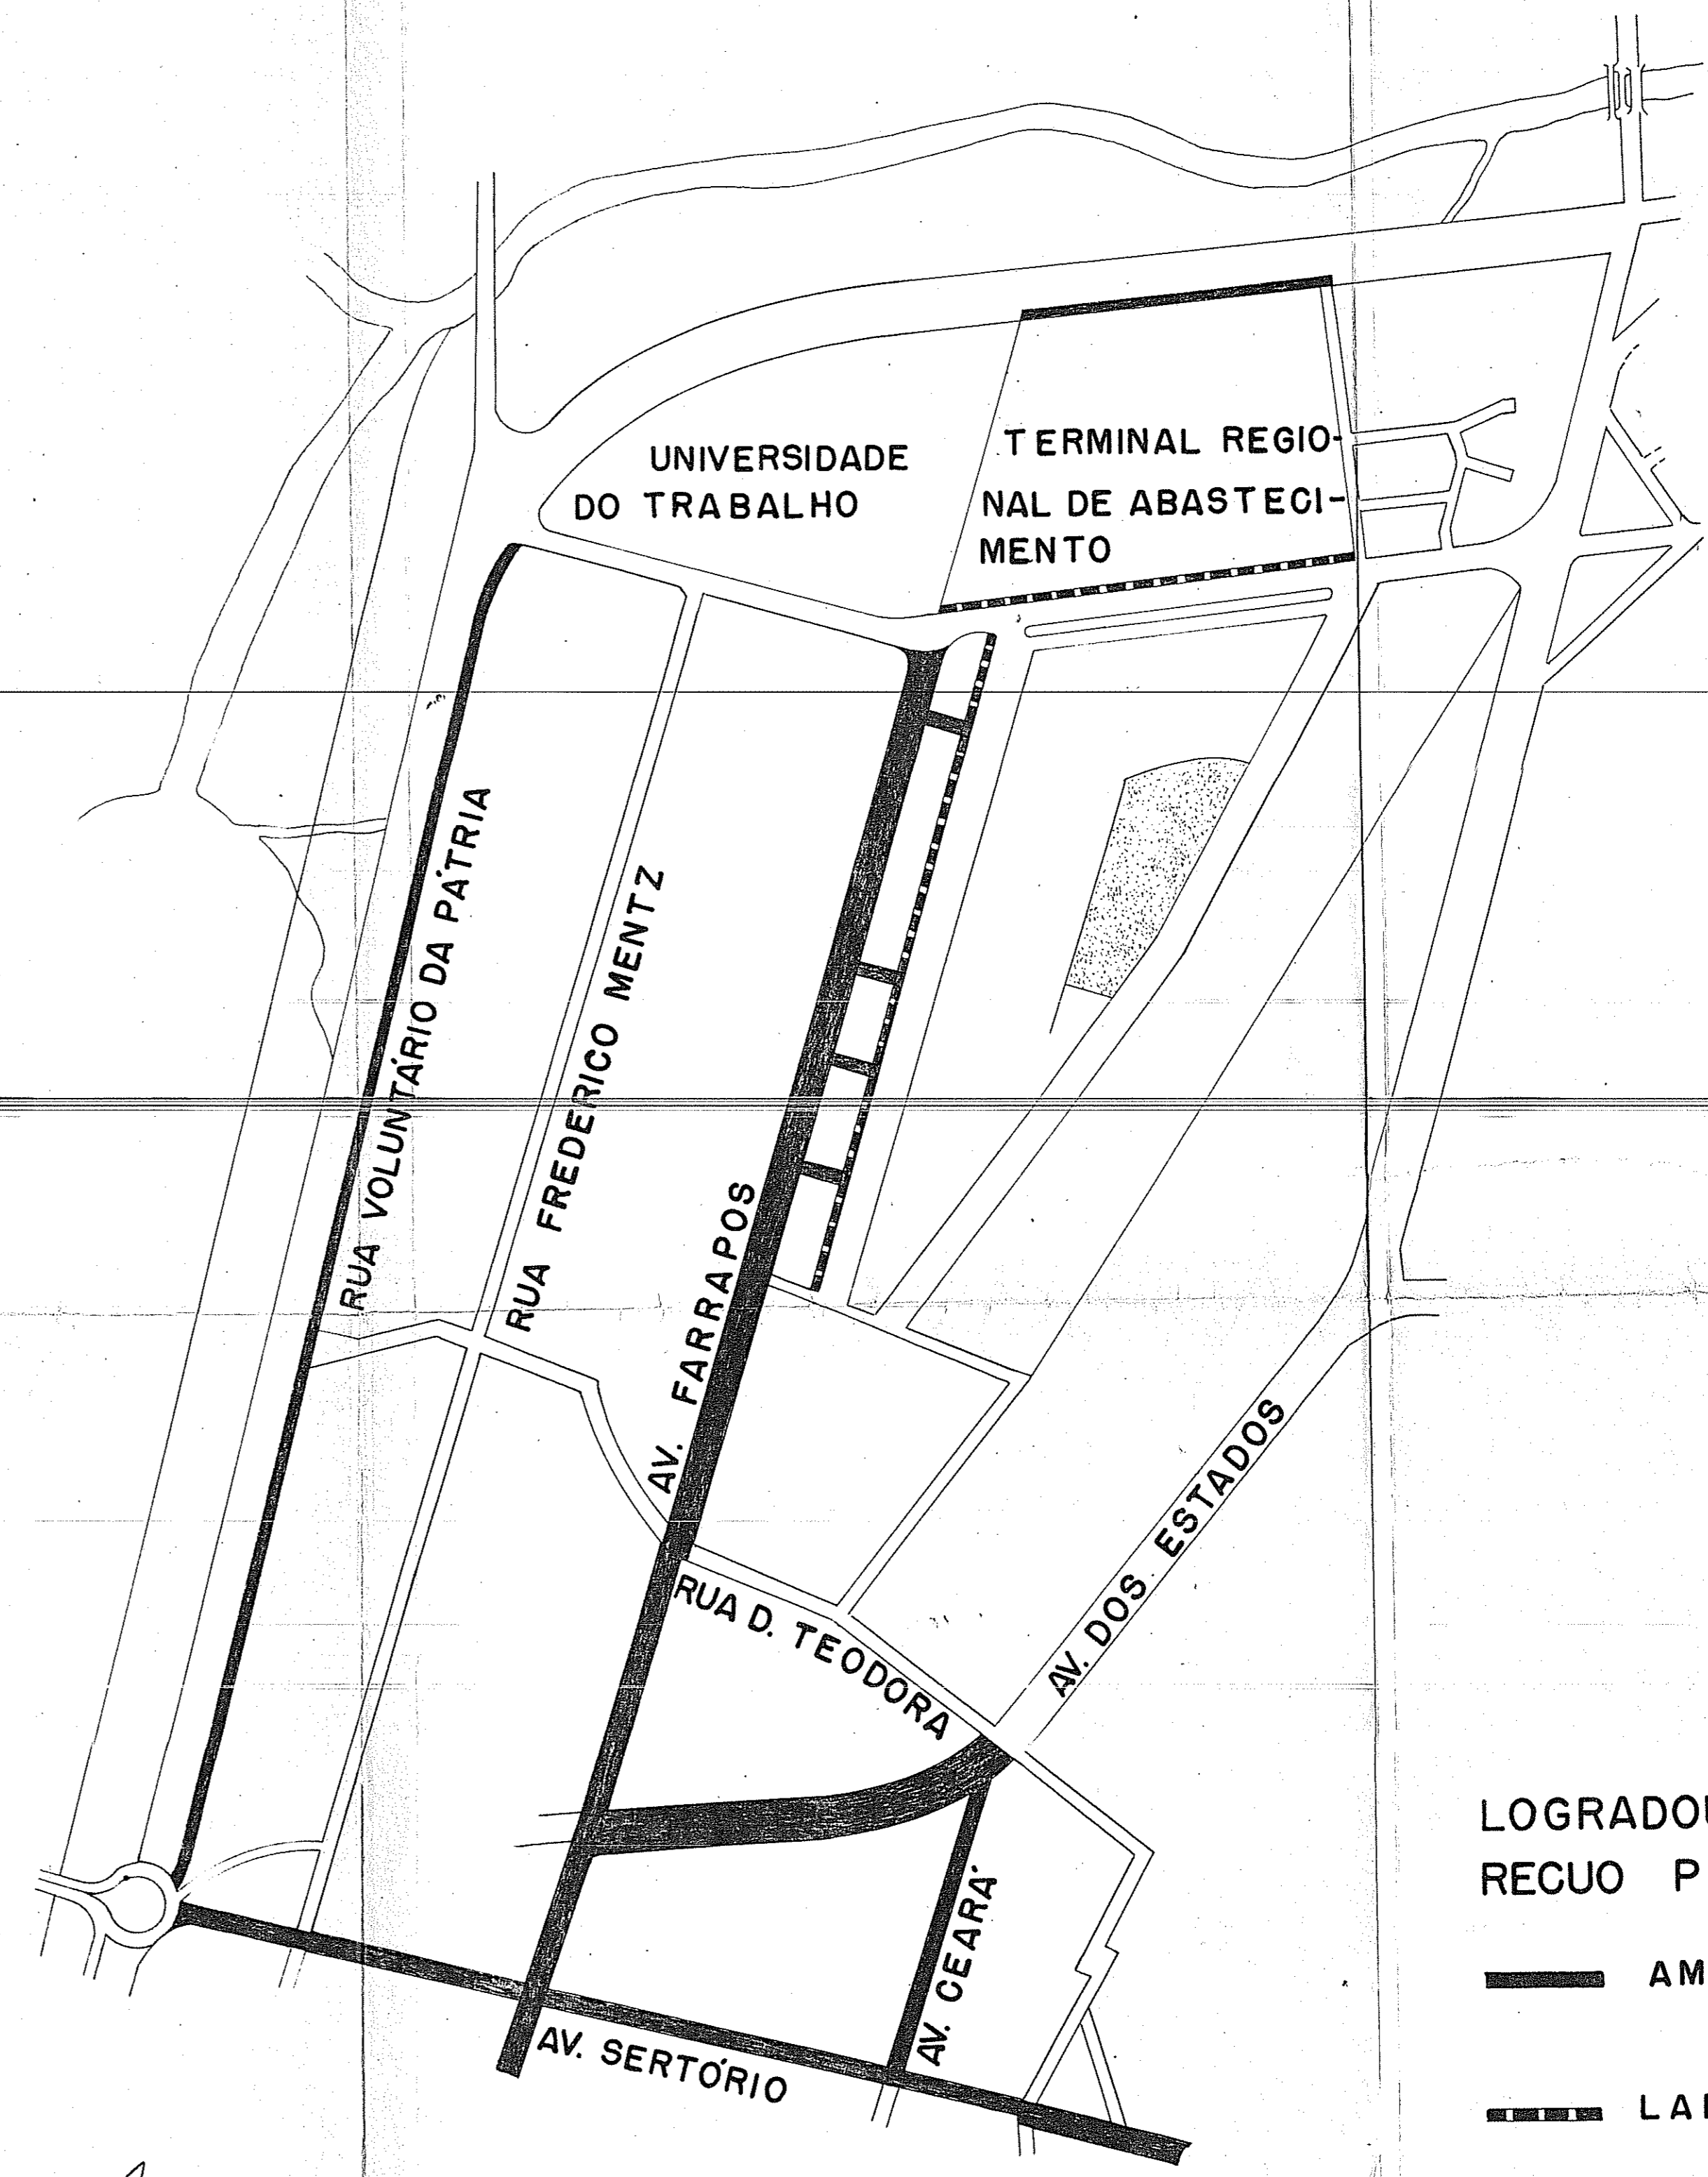 UNIVERSIDADE
DO TRABALHO
TERMINAL REGIO-
NAL DE ABASTECI-
MENTO
RUA VOLUNTÁRIO DA PÁTRIA
RUA FREDERICO MENTZ
AV. FARRAPOS
AV. DOS ESTADOS
RUA D. TEODORA
AV. CEARÁ
AV. SERTÓRIO
LOGRADOU
RECUO P
AM
LA